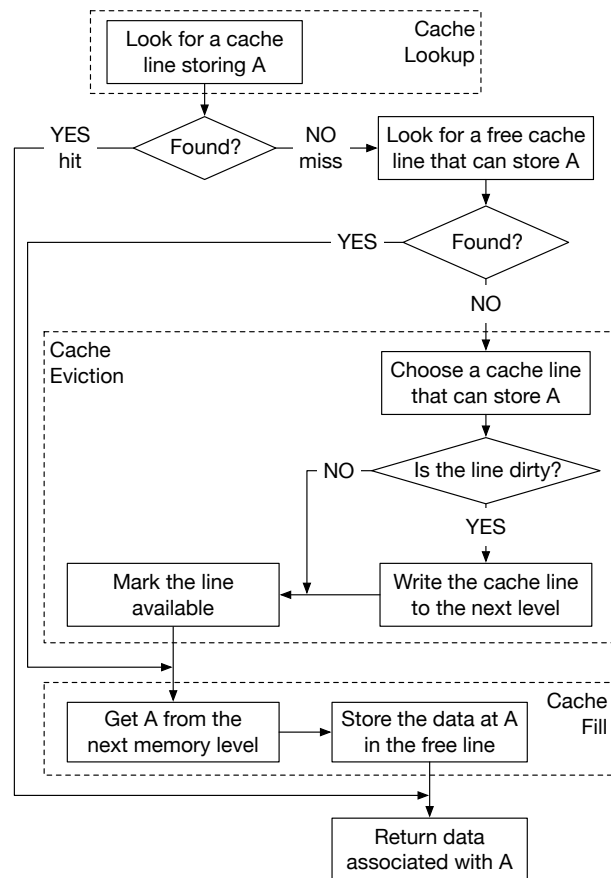 Cache
Lookup
Look for a cache
line storing A
YES
hit
Found?
NO
miss
Look for a free cache
line that can store A
YES
Found?
NO
Cache
Eviction
Choose a cache line
that can store A
NO
Is the line dirty?
YES
Mark the line
available
Write the cache line
to the next level
Get A from the
next memory level
Store the data at A
in the free line
Cache
Fill
Return data
associated with A